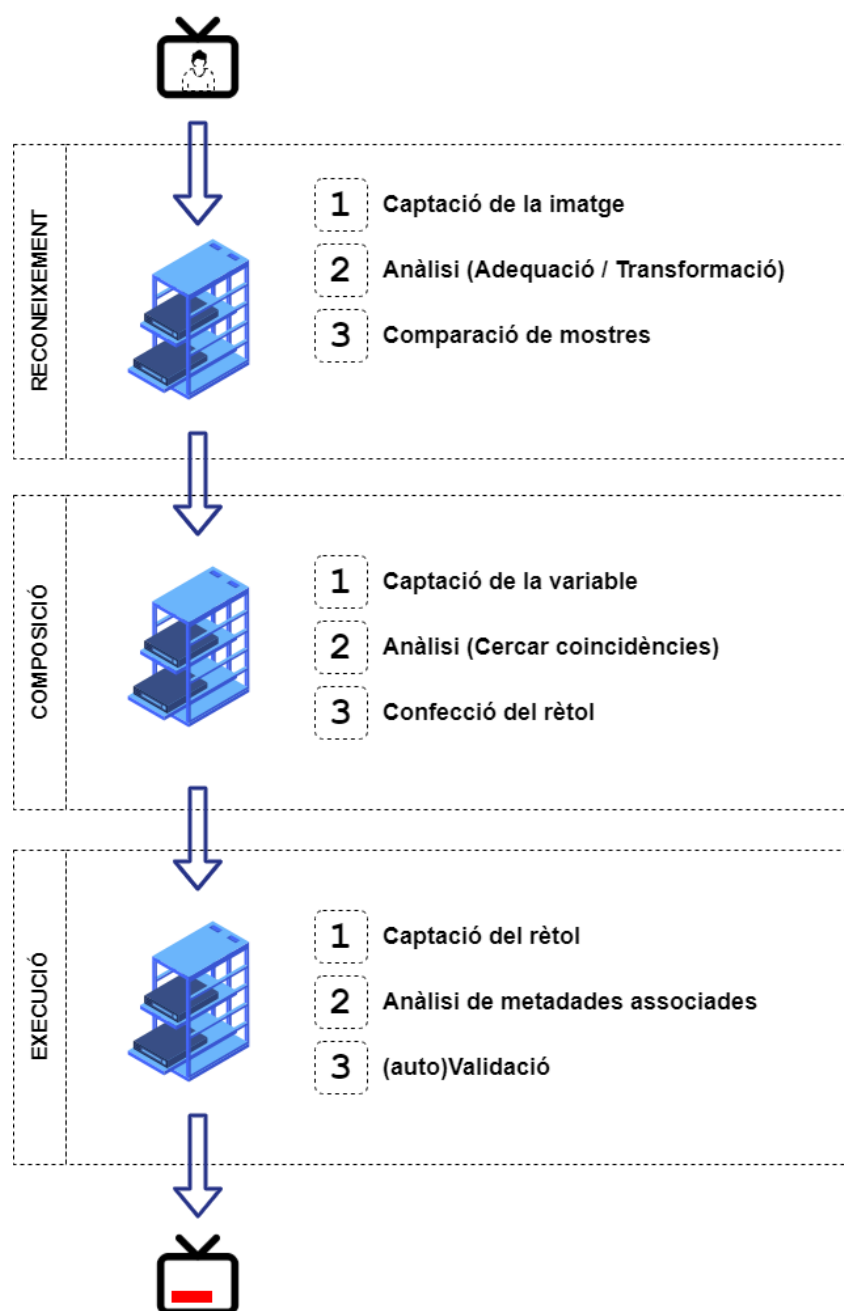 RECONEIXEMENT
1 Captació de la imatge
2 Anàlisi (Adequació / Transformació)
3 Comparació de mostres
COMPOSICIÓ
1 Captació de la variable
2 Anàlisi (Cercar coincidències)
3 Confecció del rètol
EXECUCIÓ
1 Captació del rètol
2 Anàlisi de metadades associades
3 (auto)Validació